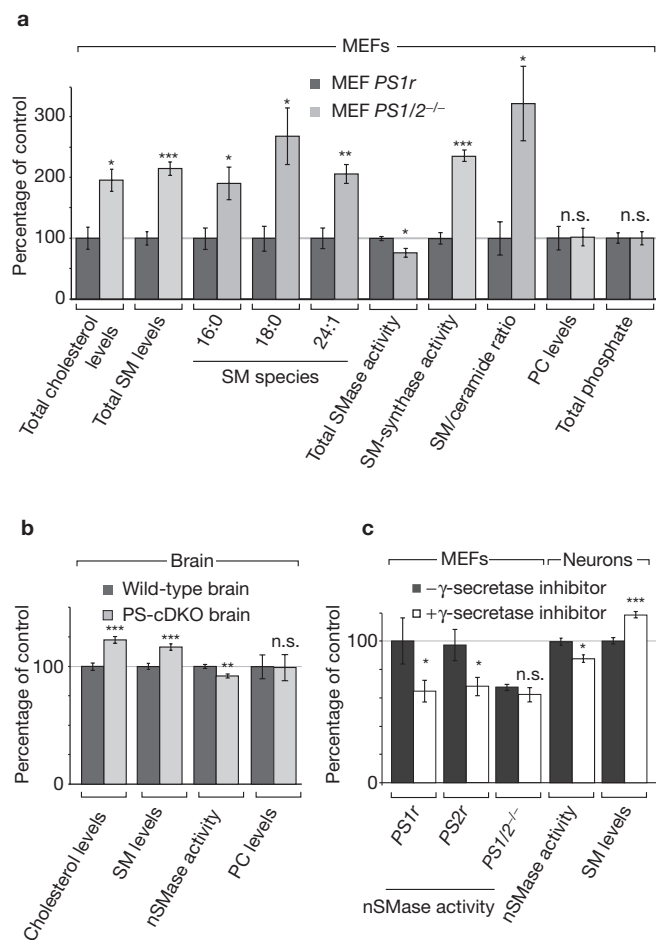 a
MEFs
MEF PS1r
MEF PS1/2–/–
Percentage of control
300
200
100
0
*
***
*
*
**
*
***
*
n.s.
n.s.
Total cholesterol
levels
Total SM levels
16:0
18:0
24:1
SM species
Total SMase activity
SM-synthase activity
SM/ceramide ratio
PC levels
Total phosphate
b
Brain
Wild-type brain
PS-cDKO brain
Percentage of control
100
0
***
***
**
n.s.
Cholesterol levels
SM levels
nSMase activity
PC levels
c
MEFs
Neurons
–γ-secretase inhibitor
+γ-secretase inhibitor
Percentage of control
100
0
*
*
n.s.
*
***
PS1r
PS2r
PS1/2–/–
nSMase activity
nSMase activity
SM levels